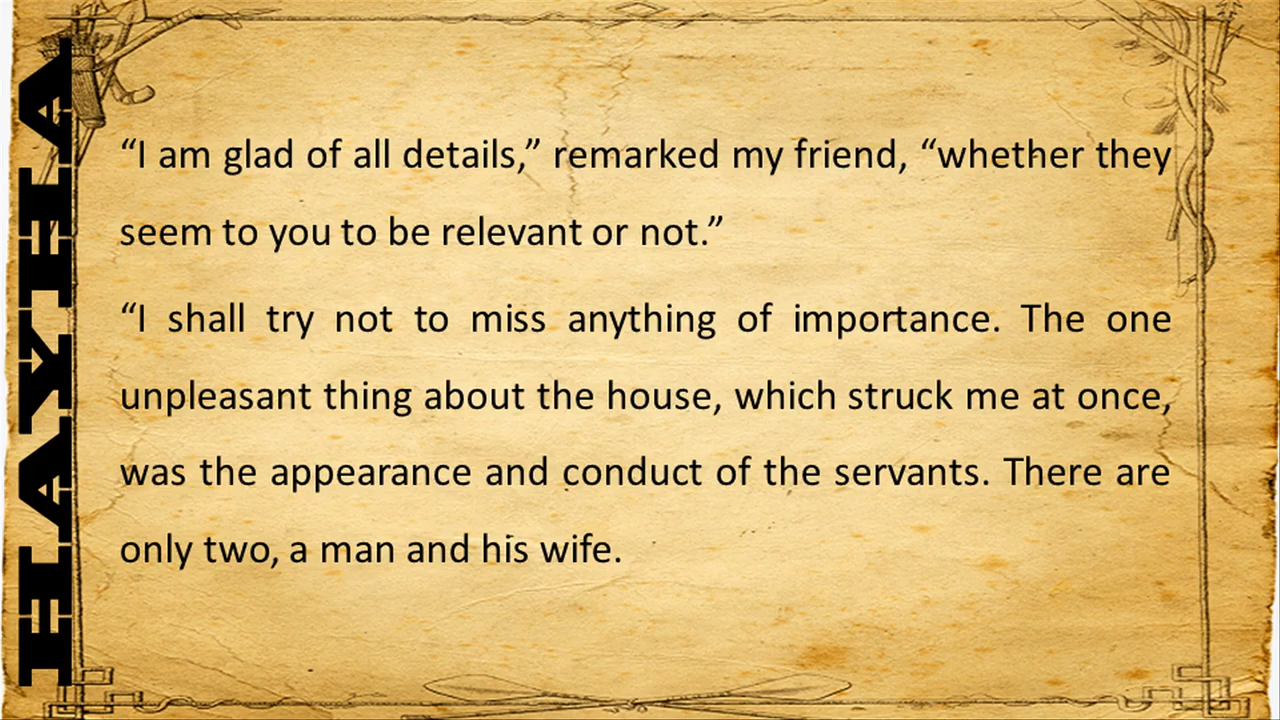 HAYHA
“I am glad of all details,” remarked my friend, “whether they
seem to you to be relevant or not.”
“I shall try not to miss anything of importance. The one
unpleasant thing about the house, which struck me at once,
was the appearance and conduct of the servants. There are
only two, a man and his wife.